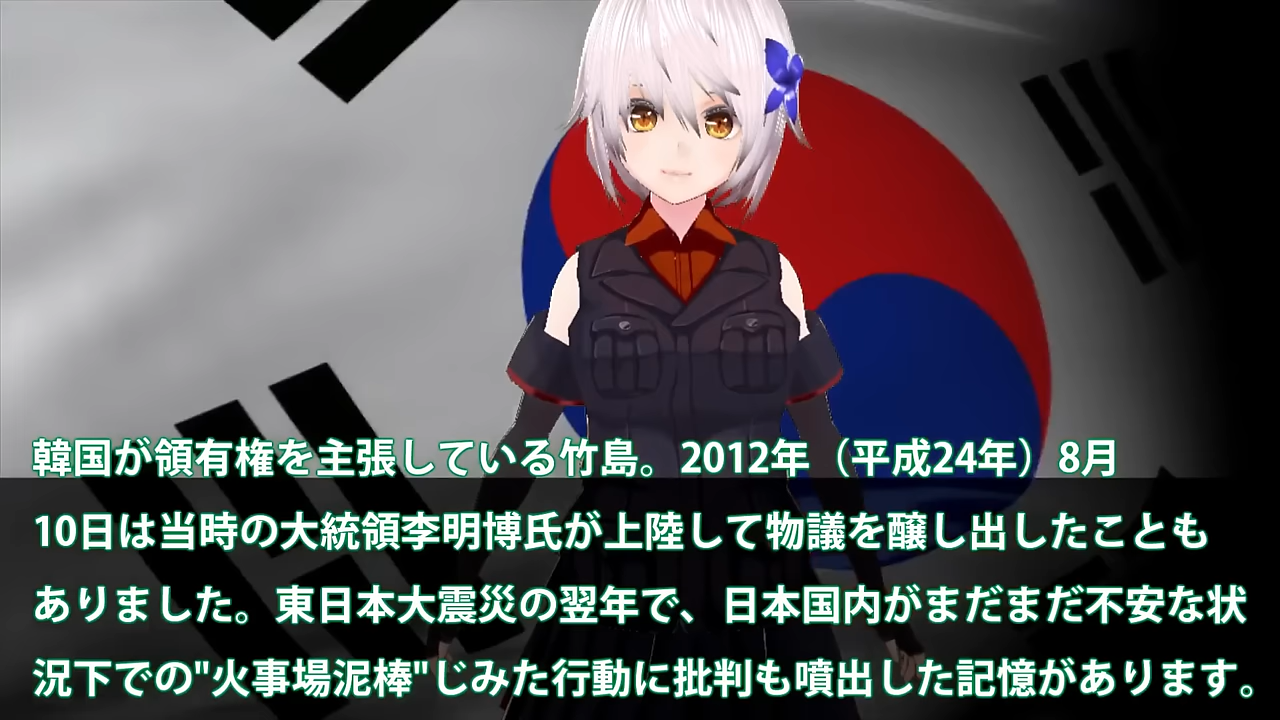 韓国が領有権を主張している竹島。2012年（平成24年）8月
10日は当時の大統領李明博氏が上陸して物議を醸し出したことも
ありました。東日本大震災の翌年で、日本国内がまだまだ不安な状
況下での"火事場泥棒"じみた行動に批判も噴出した記憶があります。